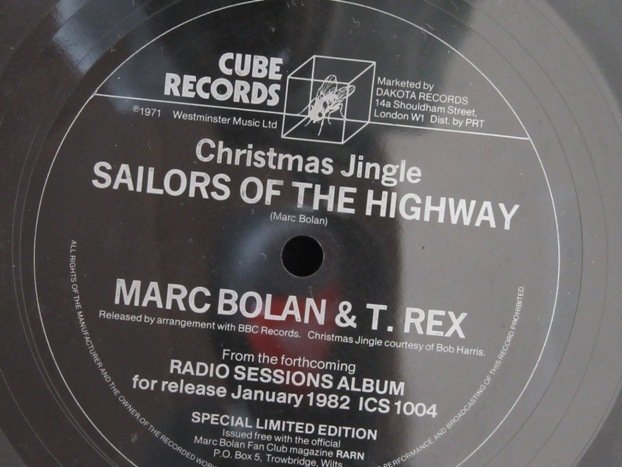 CUBE
RECORDS
Marketed by
DAKOTA RECORDS
14a Shouldham Street,
London W1 Dist. by PRT
℗1971 Westminster Music Ltd
Christmas Jingle
SAILORS OF THE HIGHWAY
(Marc Bolan)
MARC BOLAN & T. REX
Released by arrangement with BBC Records, Christmas Jingle courtesy of Bob Harris.
From the forthcoming
RADIO SESSIONS ALBUM
for release January 1982 ICS 1004
SPECIAL LIMITED EDITION
Issued free with the official
Marc Bolan Fan Club magazine RARN
P.O. Box 5, Trowbridge, Wilts.
ALL RIGHTS OF THE MANUFACTURER AND THE OWNER OF THE RECORDED
PERFORMANCE AND BROADCASTING OF THIS RECORD PROHIBITED